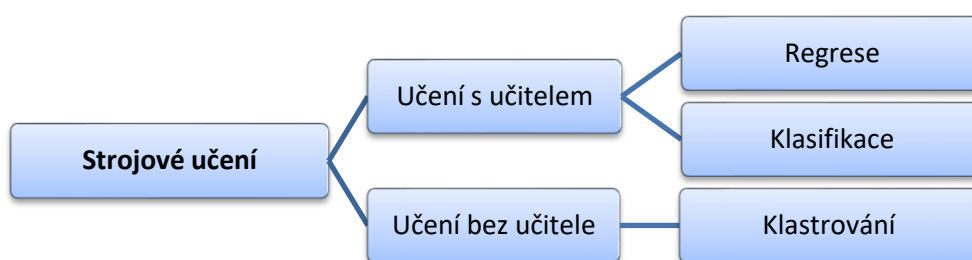 Strojové učení
Učení s učitelem
Regrese
Klasifikace
Učení bez učitele
Klastrování